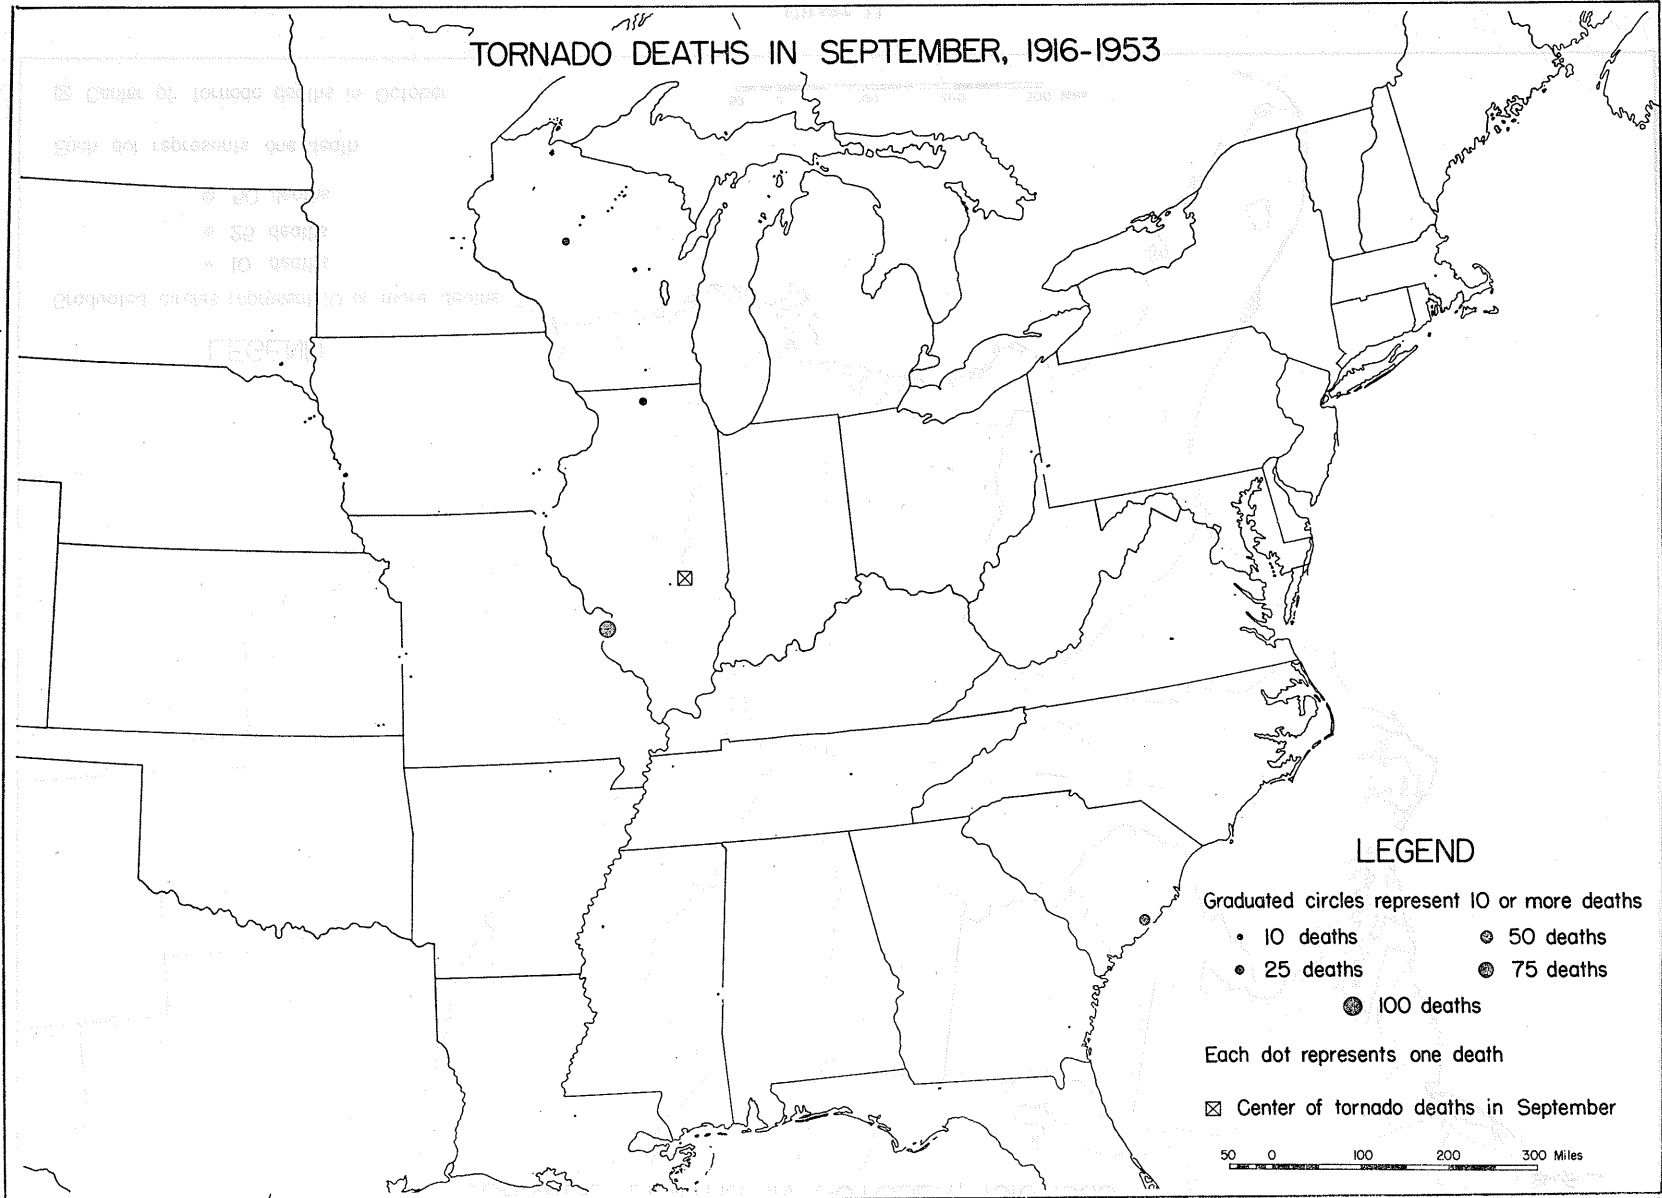 TORNADO DEATHS IN SEPTEMBER, 1916-1953
LEGEND
Graduated circles represent 10 or more deaths
10 deaths
50 deaths
25 deaths
75 deaths
100 deaths
Each dot represents one death
Center of tornado deaths in September
50 0 100 200 300 Miles